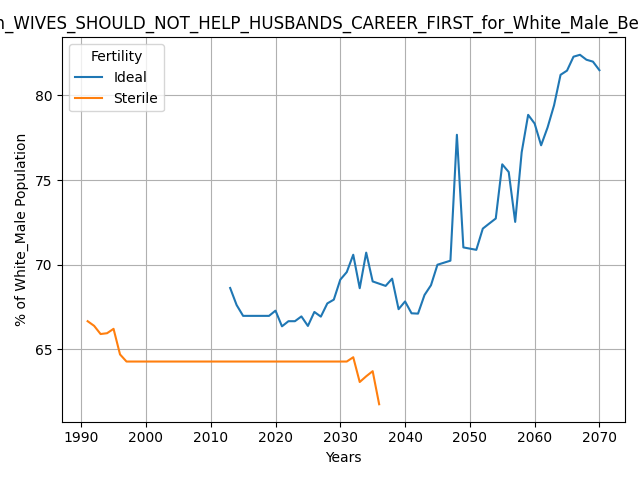 _WIVES_SHOULD_NOT_HELP_HUSBANDS_CAREER_FIRST_for_White_Male_Be
Fertility
Ideal
Sterile
% of White_Male Population
80
75
70
65
1990 2000 2010 2020 2030 2040 2050 2060 2070
Years